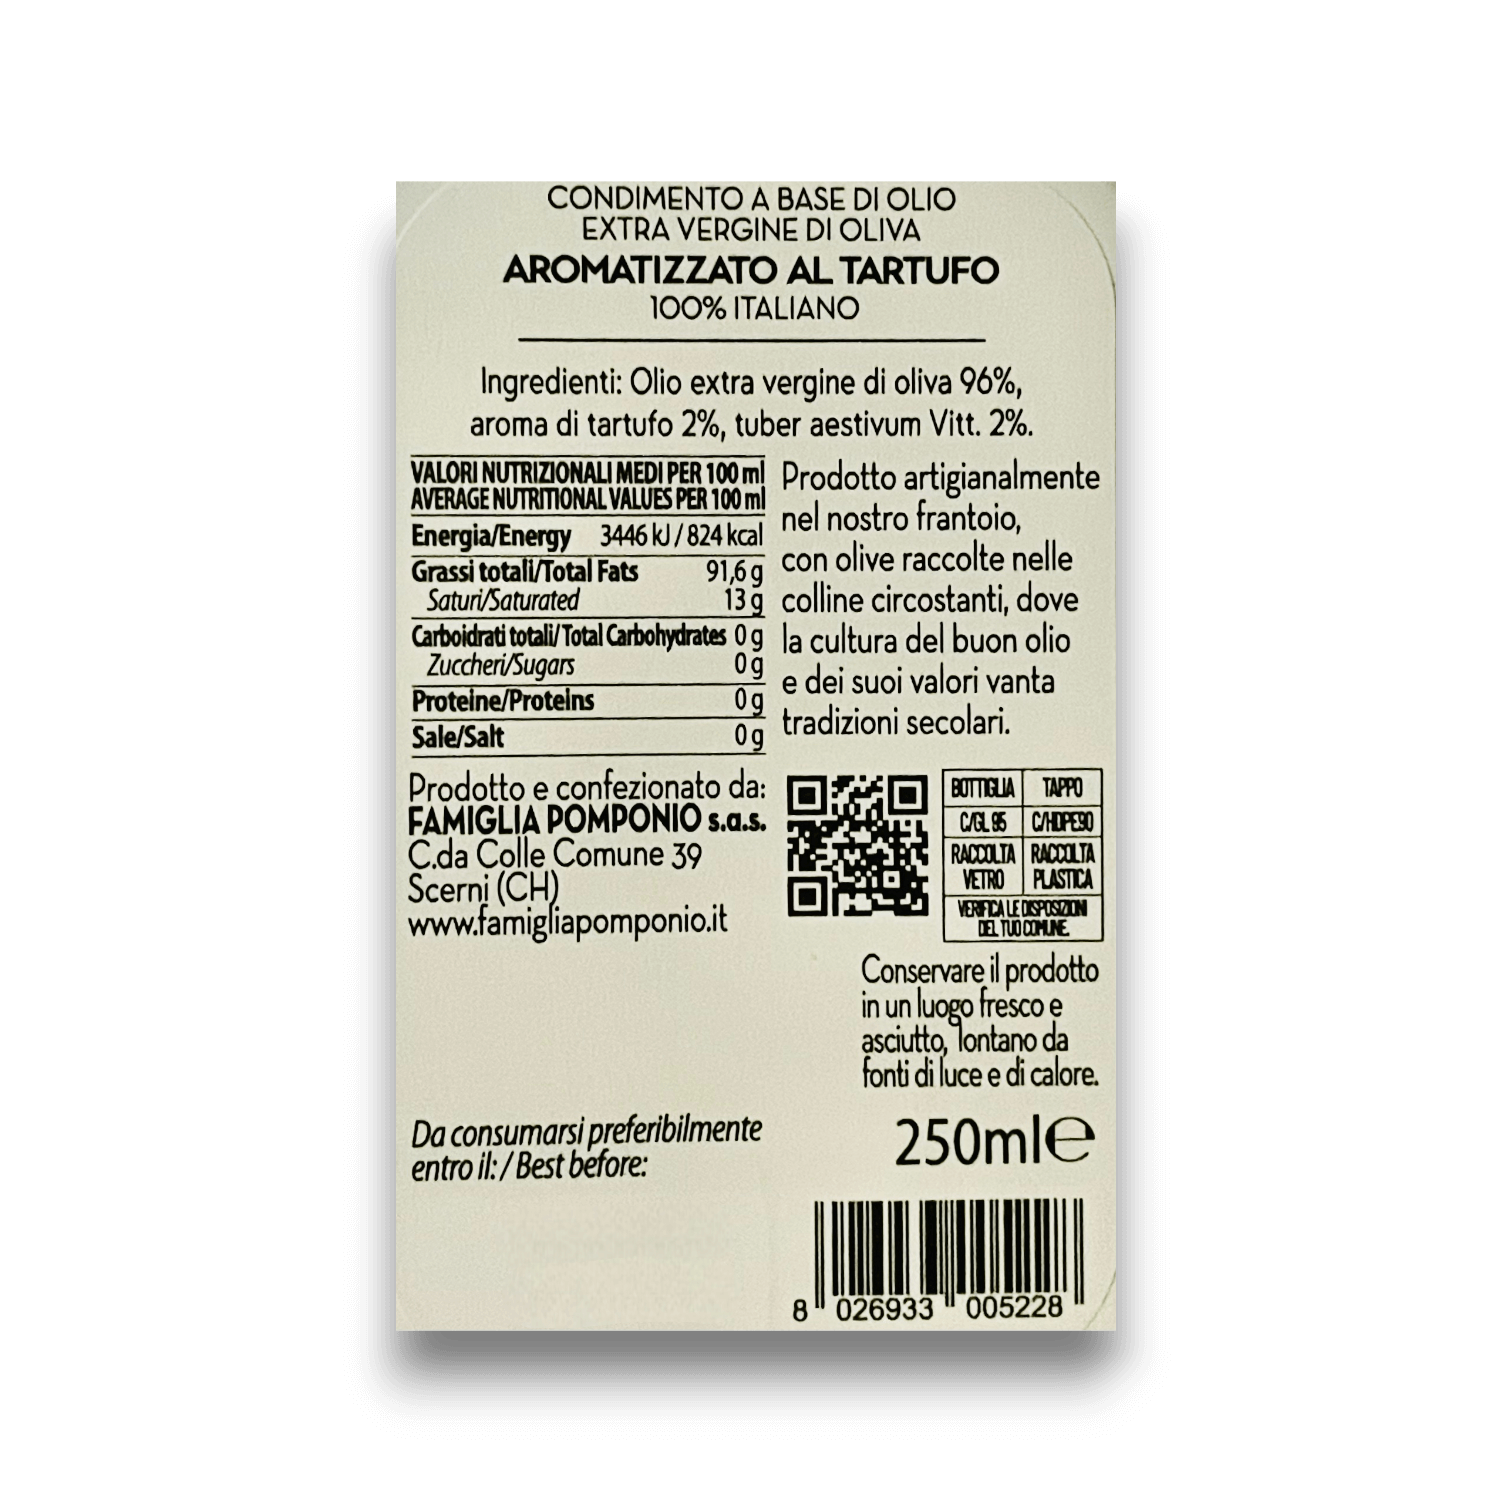 CONDIMENTO A BASE DI OLIO
EXTRA VERGINE DI OLIVA
AROMATIZZATO AL TARTUFO
100% ITALIANO
Ingredienti: Olio extra vergine di oliva 96%,
aroma di tartufo 2%, tuber aestivum Vitt. 2%.
VALORI NUTRIZIONALI MEDI PER 100 ml
AVERAGE NUTRITIONAL VALUES PER 100 ml
Energia/Energy 3446 kJ / 824 kcal
Grassi totali/Total Fats 91,6 g
Saturi/Saturated 13 g
Carboidrati totali/Total Carbohydrates 0 g
Zuccheri/Sugars 0 g
Proteine/Proteins 0 g
Sale/Salt 0 g
Prodotto artigianalmente
nel nostro frantoio,
con olive raccolte nelle
colline circostanti, dove
la cultura del buon olio
e dei suoi valori vanta
tradizioni secolari.
Prodotto e confezionato da:
FAMIGLIA POMPONIO s.a.s.
C.da Colle Comune 39
Scerni (CH)
www.famigliapomponio.it
BOTTIGLIA TAPPO
C/GL 95 C/HDPE90
RACCOLTA RACCOLTA
VETRO PLASTICA
VERIFICA LE DISPOSIZIONI
DEL TUO COMUNE.
Conservare il prodotto
in un luogo fresco e
asciutto, lontano da
fonti di luce e di calore.
Da consumarsi preferibilmente
entro il: / Best before:
250ml℮
8 026933 005228